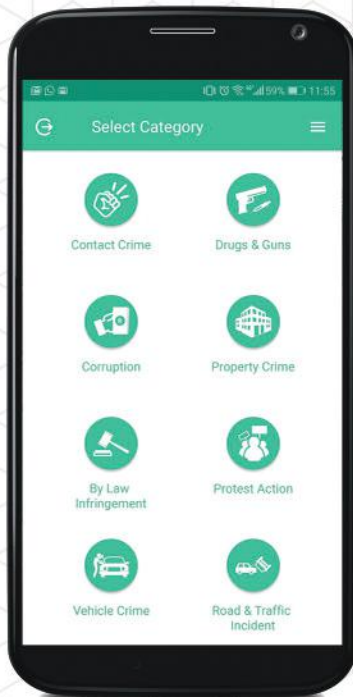 59% 11:55
Select Category
Contact Crime
Drugs & Guns
Corruption
Property Crime
By Law
Infringement
Protest Action
Vehicle Crime
Road & Traffic
Incident